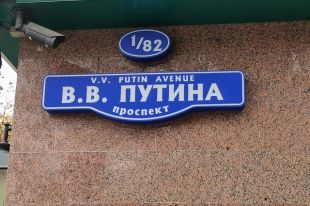 1/82
V.V. PUTIN AVENUE
В.В. ПУТИНА
проспект